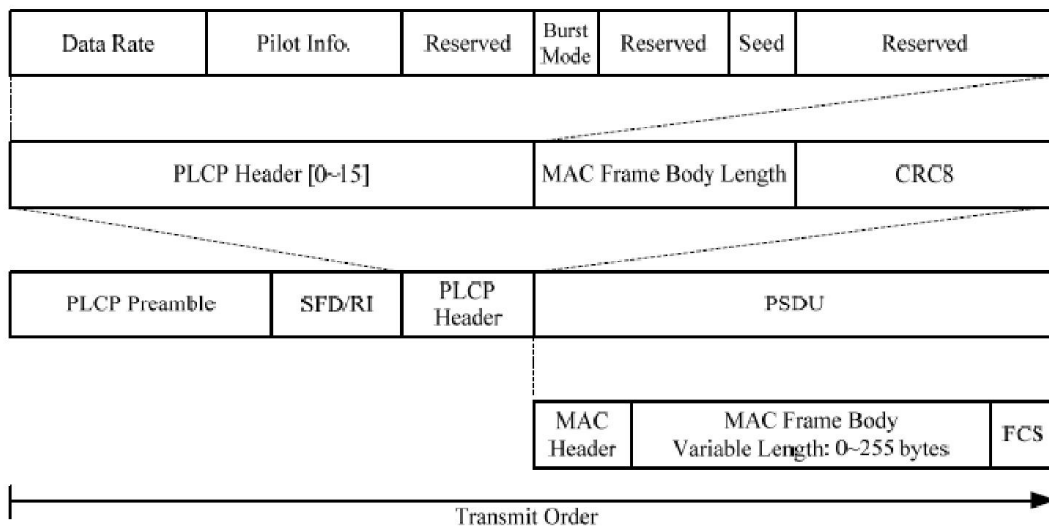 Data Rate
Pilot Info.
Reserved
Burst
Mode
Reserved
Seed
Reserved
PLCP Header [0~15]
MAC Frame Body Length
CRC8
PLCP Preamble
SFD/RI
PLCP
Header
PSDU
MAC
Header
MAC Frame Body
Variable Length: 0~255 bytes
FCS
Transmit Order